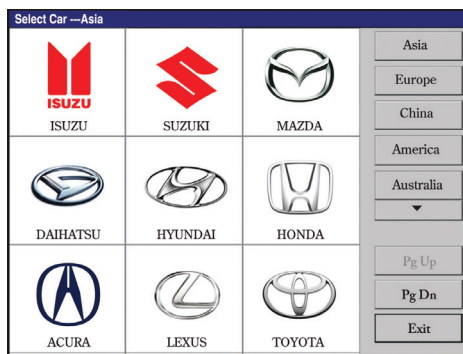 Select Car ---Asia
ISUZU
ISUZU
SUZUKI
MAZDA
DAIHATSU
HYUNDAI
HONDA
ACURA
LEXUS
TOYOTA
Asia
Europe
China
America
Australia
Pg Up
Pg Dn
Exit